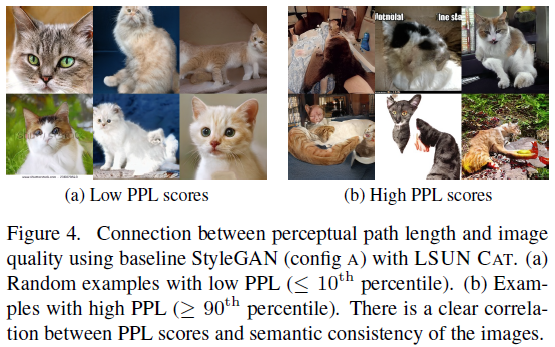 (a) Low PPL scores
(b) High PPL scores
Figure 4. Connection between perceptual path length and image
quality using baseline StyleGAN (config A) with LSUN CAT. (a)
Random examples with low PPL (≤ 10th percentile). (b) Exam-
ples with high PPL (≥ 90th percentile). There is a clear correla-
tion between PPL scores and semantic consistency of the images.